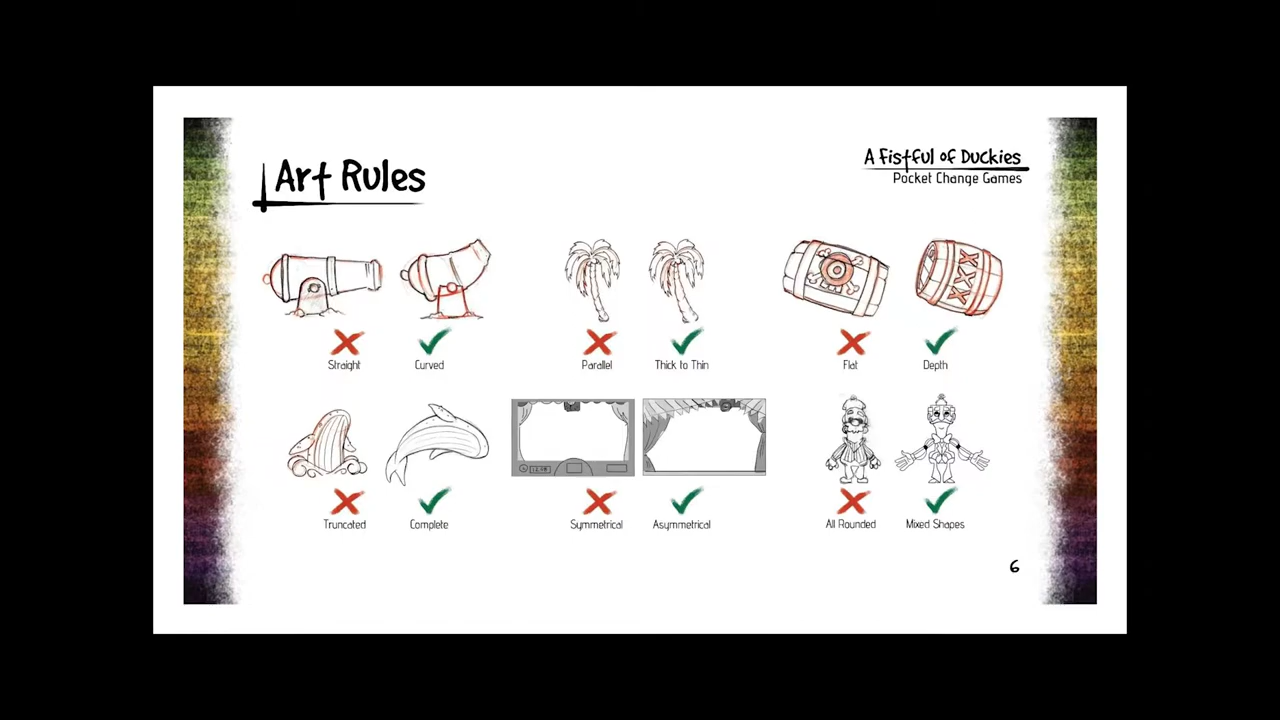 Art Rules
A Fistful of Duckies
Pocket Change Games
Straight
Curved
Parallel
Thick to Thin
Flat
Depth
XXX
Truncated
Complete
Symmetrical
Asymmetrical
All Rounded
Mixed Shapes
6